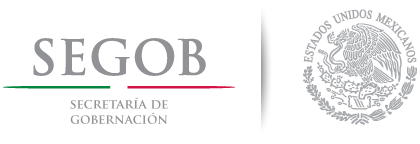 SEGOB
SECRETARÍA DE
GOBERNACIÓN
ESTADOS UNIDOS MEXICANOS